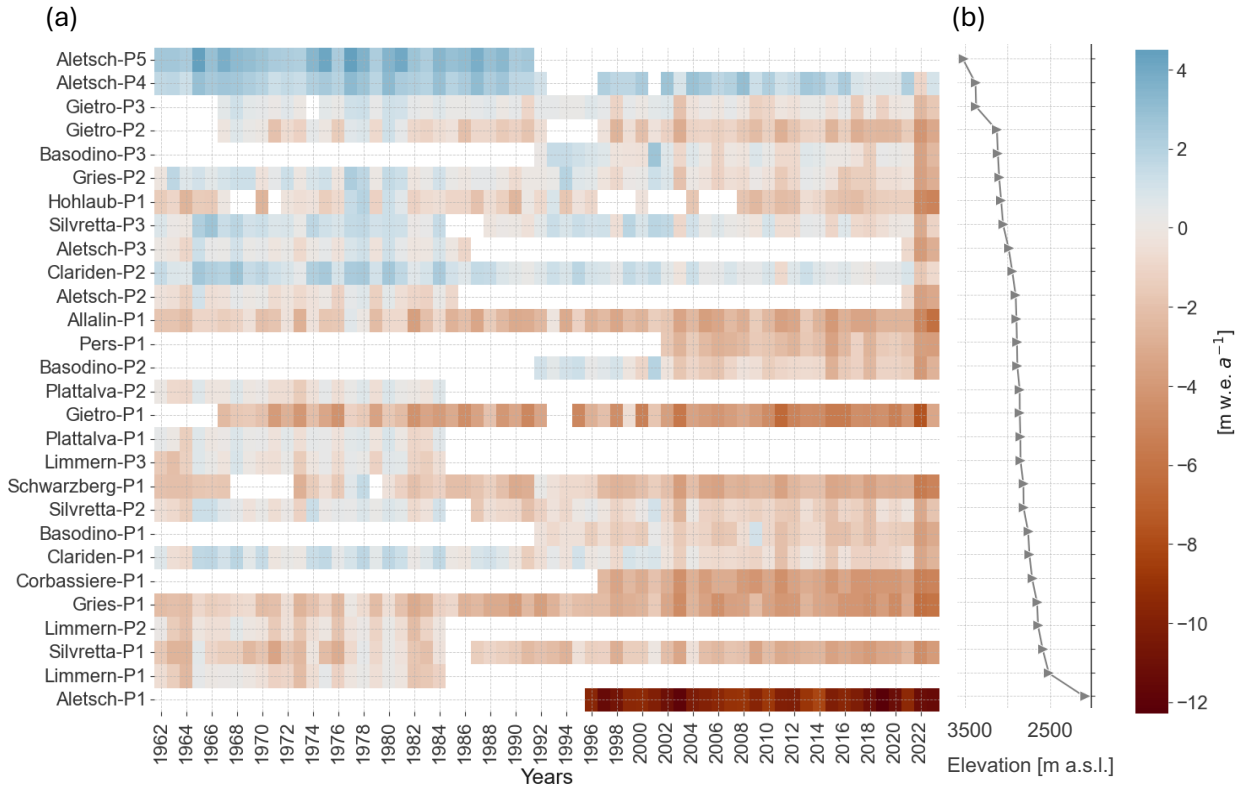 (a)
(b)
Aletsch-P5
Aletsch-P4
Gietro-P3
Gietro-P2
Basodino-P3
Gries-P2
Hohlaub-P1
Silvretta-P3
Aletsch-P3
Clariden-P2
Aletsch-P2
Allalin-P1
Pers-P1
Basodino-P2
Plattalva-P2
Gietro-P1
Plattalva-P1
Limmern-P3
Schwarzberg-P1
Silvretta-P2
Basodino-P1
Clariden-P1
Corbassiere-P1
Gries-P1
Limmern-P2
Silvretta-P1
Limmern-P1
Aletsch-P1
1962 1964 1966 1968 1970 1972 1974 1976 1978 1980 1982 1984 1986 1988 1990 1992 1994 1996 1998 2000 2002 2004 2006 2008 2010 2012 2014 2016 2018 2020 2022
Years
3500 2500
Elevation [m a.s.l.]
4
2
0
−2
−4
−6
−8
−10
−12
[m w.e. a⁻¹]